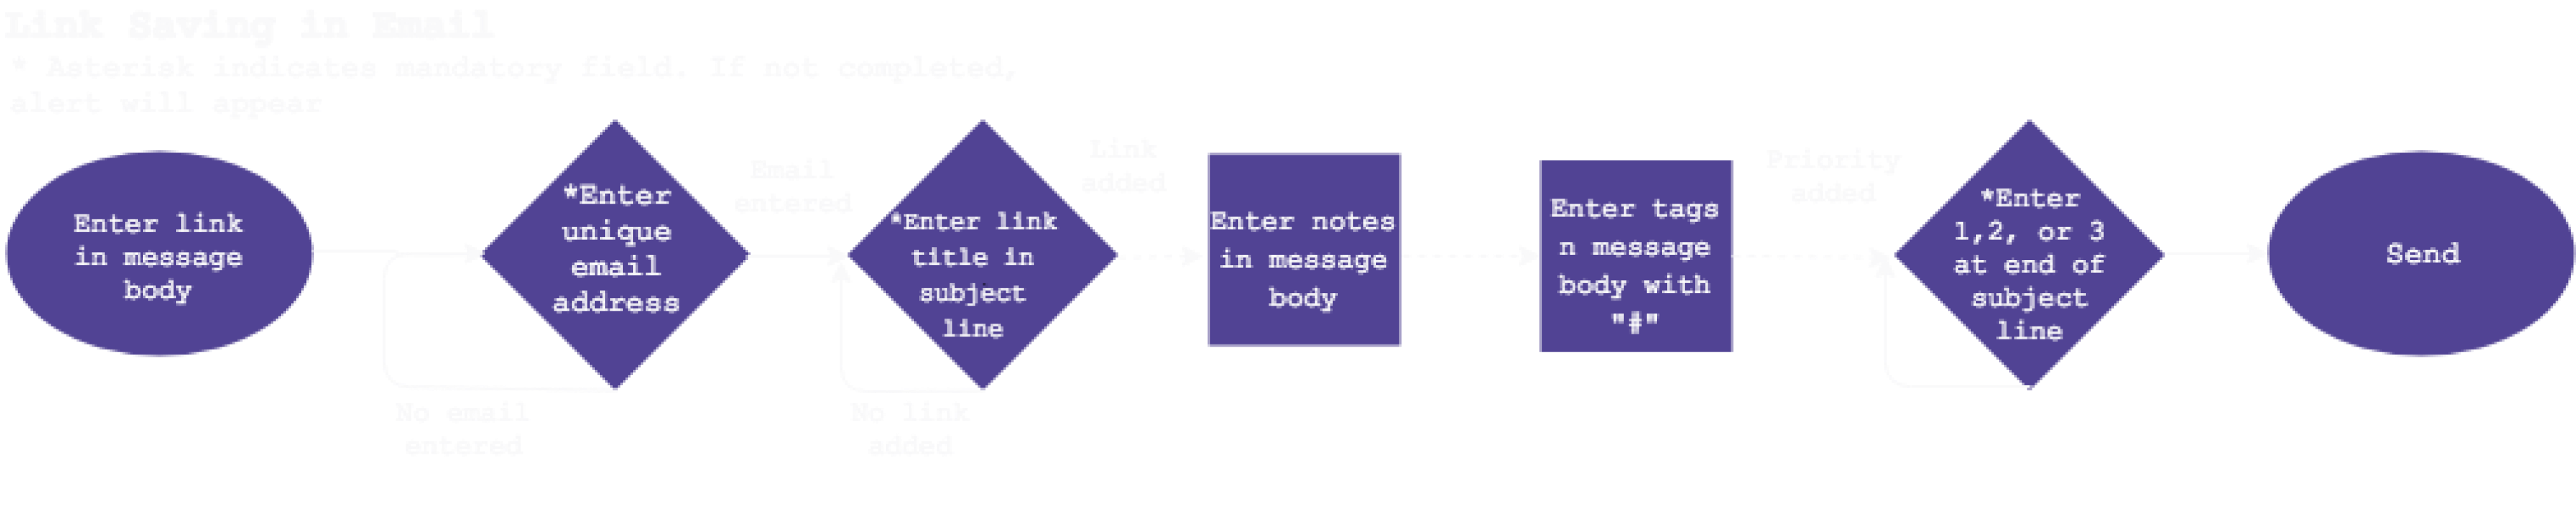 Link Saving in Email
* Asterisk indicates mandatory field. If not completed,
alert will appear
Enter link
in message
body
No email
entered
*Enter
unique
email
address
Email
entered
*Enter link
title in
subject
line
No link
added
Link
added
Enter notes
in message
body
Enter tags
n message
body with
"#"
Priority
added
*Enter
1,2, or 3
at end of
subject
line
Send